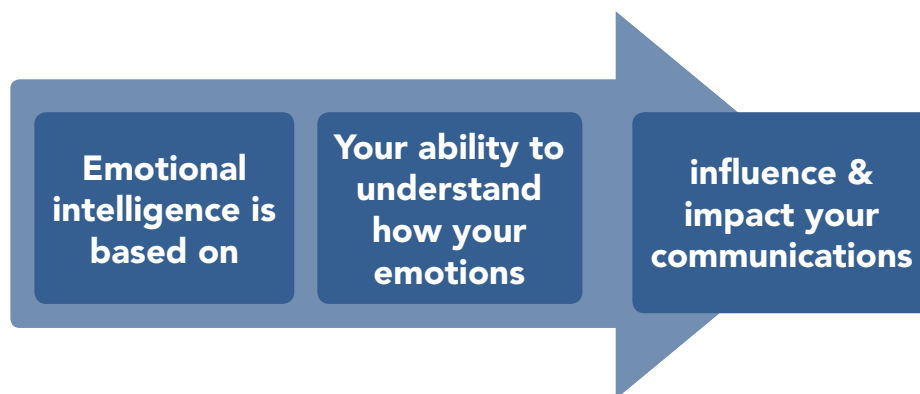 Emotional
intelligence is
based on
Your ability to
understand
how your
emotions
influence &
impact your
communications